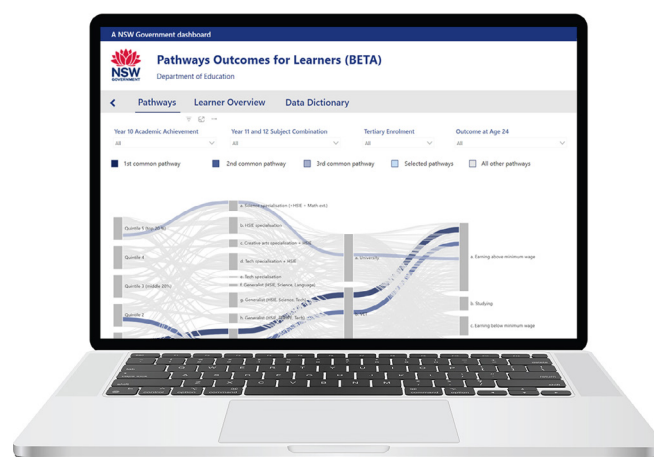 A NSW Government dashboard
NSW
GOVERNMENT
Pathways Outcomes for Learners (BETA)
Department of Education
Pathways
Learner Overview
Data Dictionary
Year 10 Academic Achievement
Year 11 and 12 Subject Combination
Tertiary Enrolment
Outcome at Age 24
All
All
All
All
1st common pathway
2nd common pathway
3rd common pathway
Selected pathways
All other pathways
Quintile 5 (top 20%)
Quintile 4
Quintile 3 (middle 20%)
Quintile 2
a. Science specialisation (+HSIE + Math ext)
b. HSIE specialisation
c. Creative arts specialisation + HSIE
d. Tech specialisation + HSIE
e. Tech specialisation
f. Generalist (HSIE, Science, Language)
g. Generalist (HSIE, Science, Tech)
h. Generalist (HSIE, Tech)
a. University
a. Earning above minimum wage
b. Studying
c. Earning below minimum wage